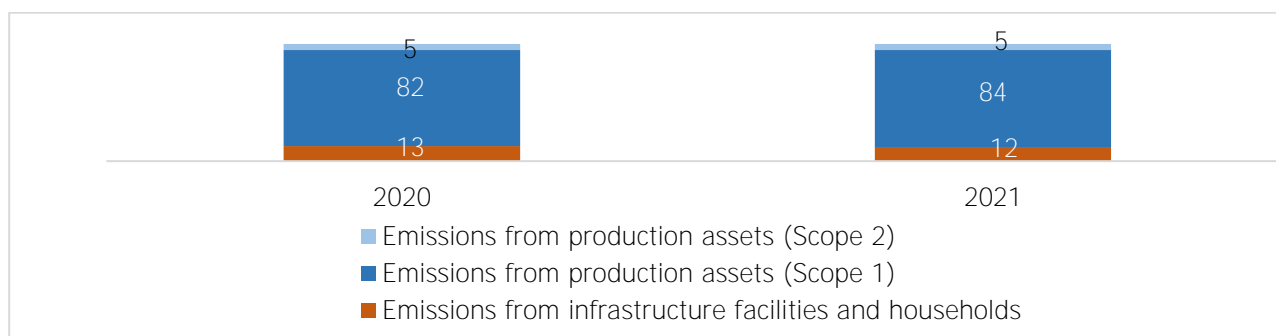 5 5
82 84
13 12
2020 2021
Emissions from production assets (Scope 2)
Emissions from production assets (Scope 1)
Emissions from infrastructure facilities and households